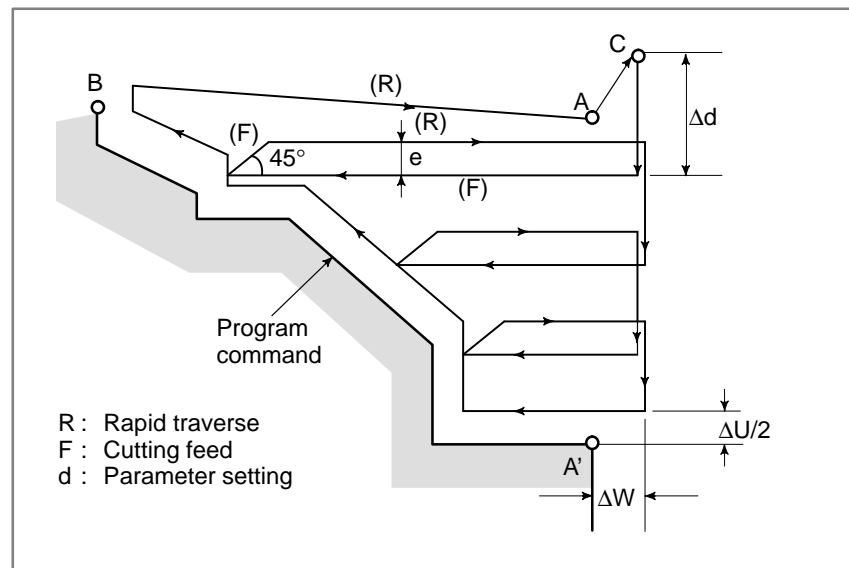 C
B
(R)
A
(R)
Δd
(F)
45°
e
(F)
Program
command
R : Rapid traverse
F : Cutting feed
d : Parameter setting
ΔU/2
A’
ΔW